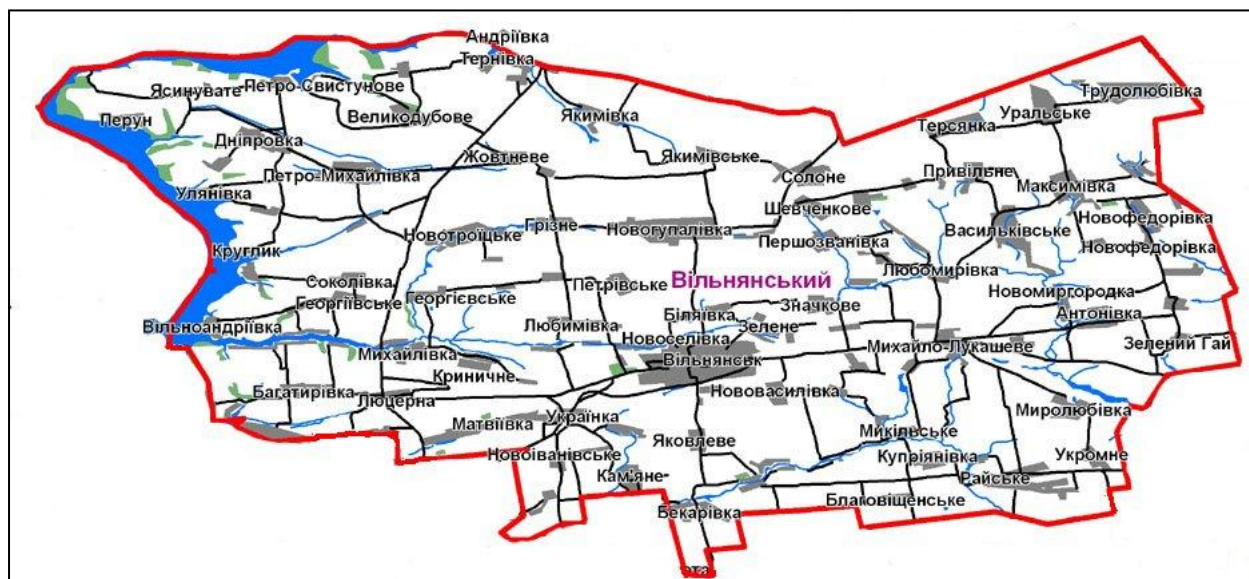 Андріївка
Тернівка
Ясинувате
Петро-Свистунове
Трудолюбівка
Уральське
Великодубове
Якимівка
Перун
Терсянка
Дніпровка
Жовтневе
Якимівське
Солоне
Привільне
Петро-Михайлівка
Максимівка
Улянівка
Шевченкове
Новофедорівка
Грізне
Новогупалівка
Васильківське
Новотроїцьке
Першозванівка
Новофедорівка
Круглик
Любомирівка
Соколівка
Петрівське
Вільнянський
Новомиргородка
Георгіївське
Георгієвське
Значкове
Біляївка
Антонівка
Вільноандріївка
Любимівка
Зелене
Новоселівка
Зелений Гай
Михайлівка
Вільнянськ
Михайло-Лукашеве
Криничне
Багатирівка
Нововасилівка
Люцерна
Миролюбівка
Матвіївка
Українка
Яковлеве
Микільське
Новоіванівське
Купріянівка
Укромне
Кам'яне
Райське
Благовіщенське
Бекарівка